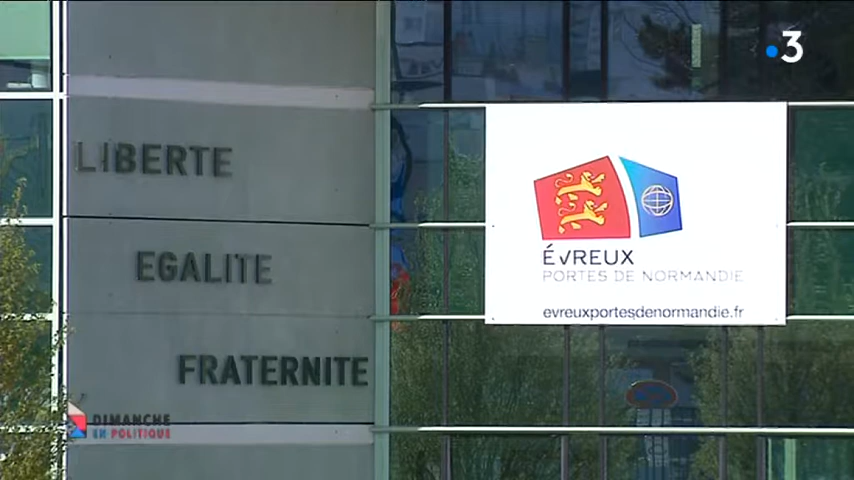 3
LIBERTE
EGALITE
FRATERNITE
ÉVREUX
PORTES DE NORMANDIE
evreuxportesdenormandie.fr
DIMANCHE
EN POLITIQUE